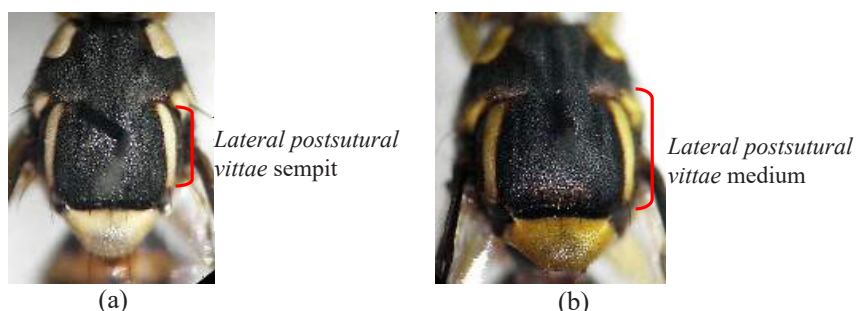 Lateral postsutural
vittae sempit
Lateral postsutural
vittae medium
(a)
(b)